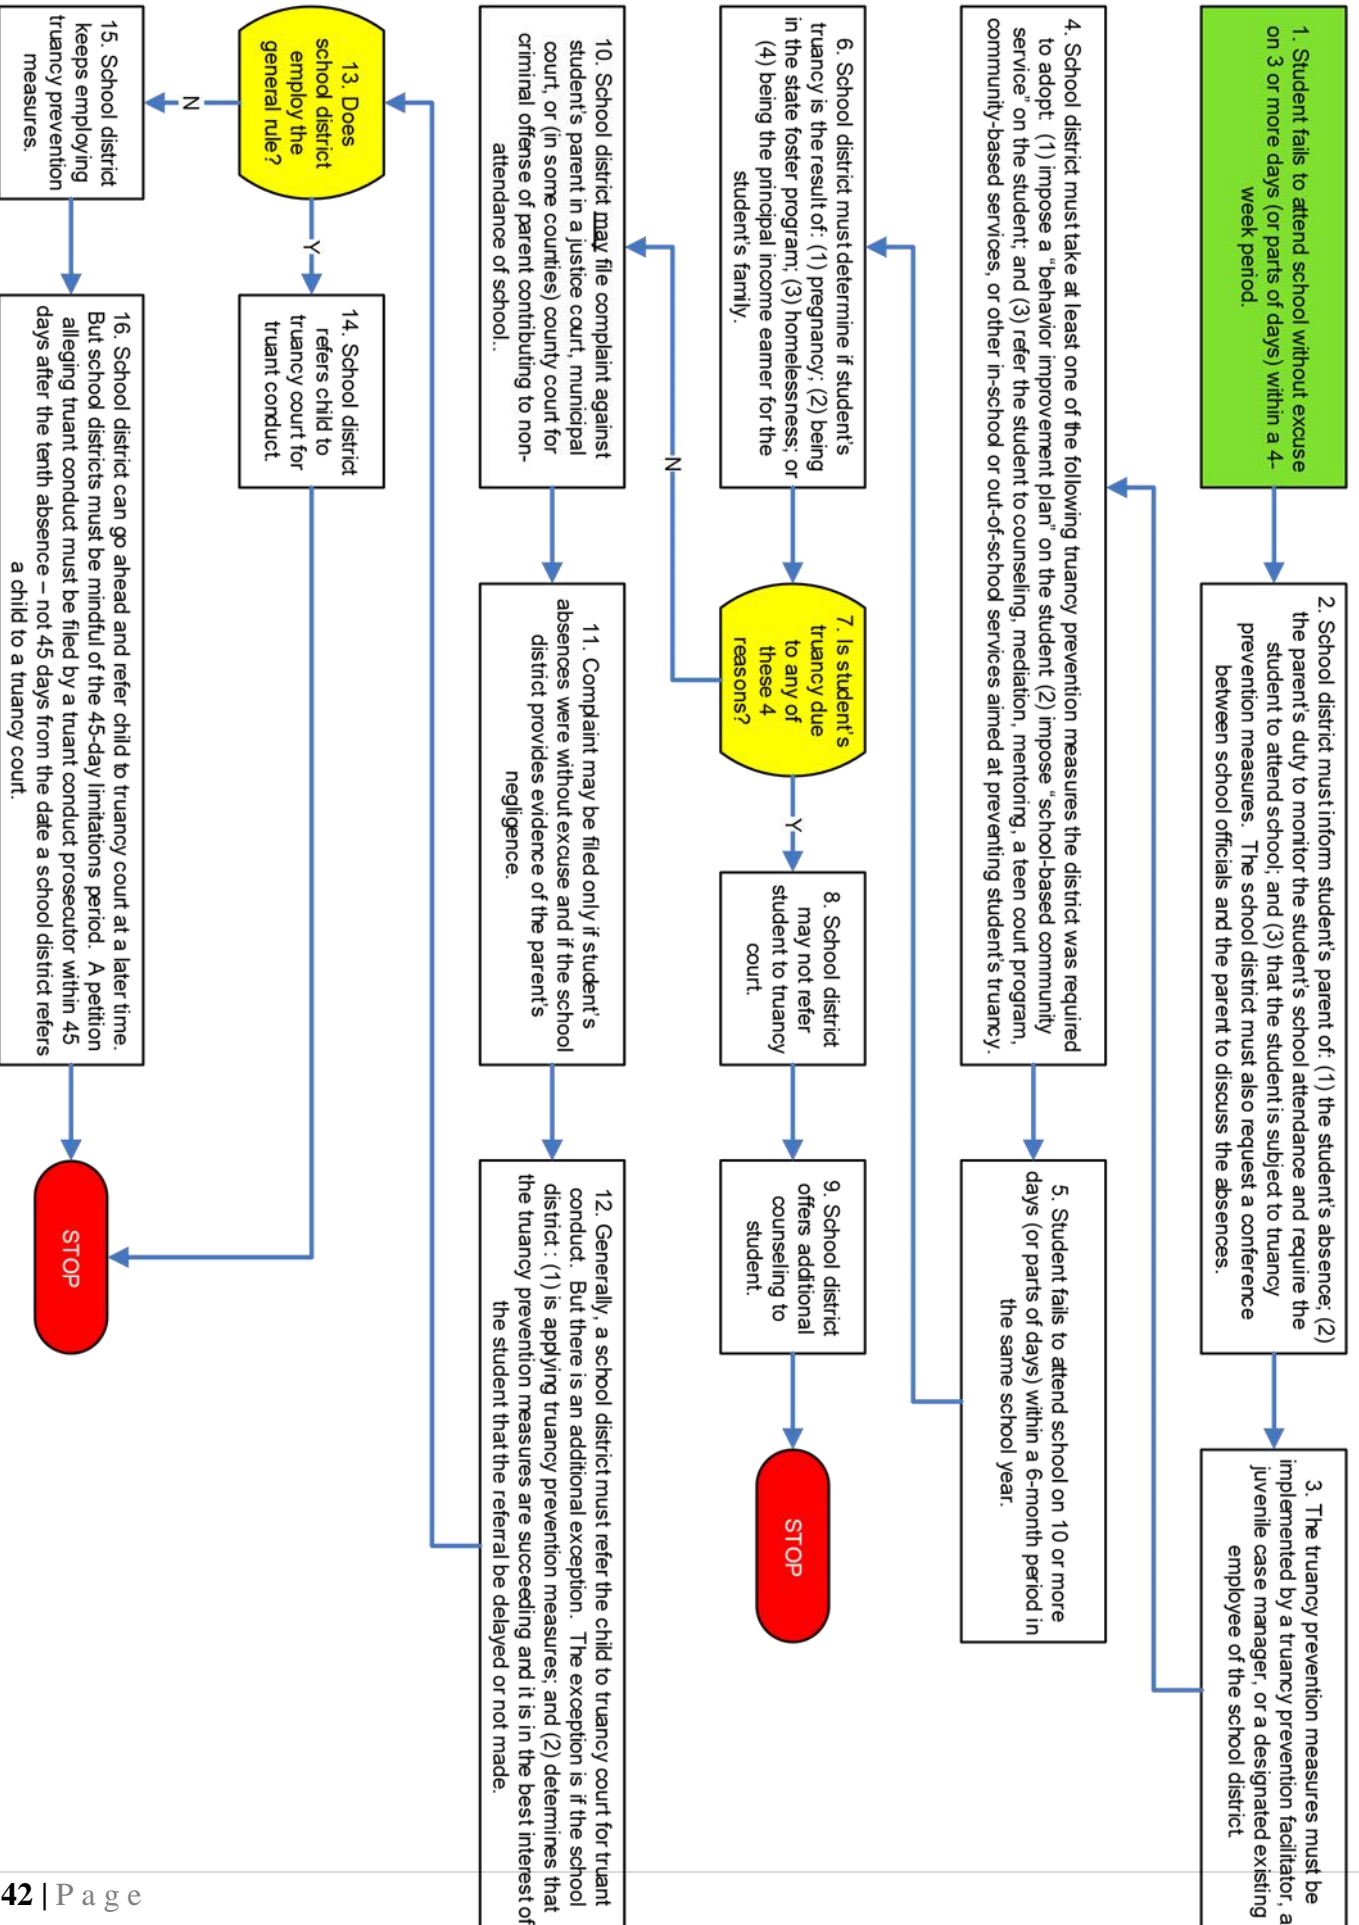 1. Student fails to attend school without excuse
on 3 or more days (or parts of days) within a 4-
week period.
2. School district must inform student's parent of: (1) the student's absence; (2)
the parent's duty to monitor the student's school attendance and require the
student to attend school; and (3) that the student is subject to truancy
prevention measures. The school district must also request a conference
between school officials and the parent to discuss the absences.
3. The truancy prevention measures must be
implemented by a truancy prevention facilitator, a
juvenile case manager, or a designated existing
employee of the school district.
4. School district must take at least one of the following truancy prevention measures the district was required
to adopt: (1) impose a "behavior improvement plan" on the student (2) impose "school-based community
service" on the student; and (3) refer the student to counseling, mediation, mentoring, a teen court program,
community-based services, or other in-school or out-of-school services aimed at preventing student's truancy.
5. Student fails to attend school on 10 or more
days (or parts of days) within a 6-month period in
the same school year.
6. School district must determine if student's
truancy is the result of: (1) pregnancy; (2) being
in the state foster program; (3) homelessness; or
(4) being the principal income earner for the
student's family.
7. Is student's
truancy due
to any of
these 4
reasons?
Y
8. School district
may not refer
student to truancy
court.
9. School district
offers additional
counseling to
student.
STOP
N
10. School district may file complaint against
student's parent in a justice court, municipal
court, or (in some counties) county court for
criminal offense of parent contributing to non-
attendance of school..
11. Complaint may be filed only if student's
absences were without excuse and if the school
district provides evidence of the parent's
negligence.
12. Generally, a school district must refer the child to truancy court for truant
conduct. But there is an additional exception. The exception is if the school
district : (1) is applying truancy prevention measures; and (2) determines that
the truancy prevention measures are succeeding and it is in the best interest of
the student that the referral be delayed or not made.
13. Does
school district
employ the
general rule?
Y
14. School district
refers child to
truancy court for
truant conduct.
N
15. School district
keeps employing
truancy prevention
measures.
16. School district can go ahead and refer child to truancy court at a later time.
But school districts must be mindful of the 45-day limitations period. A petition
alleging truant conduct must be filed by a truant conduct prosecutor within 45
days after the tenth absence – not 45 days from the date a school district refers
a child to a truancy court.
STOP
42 | P a g e